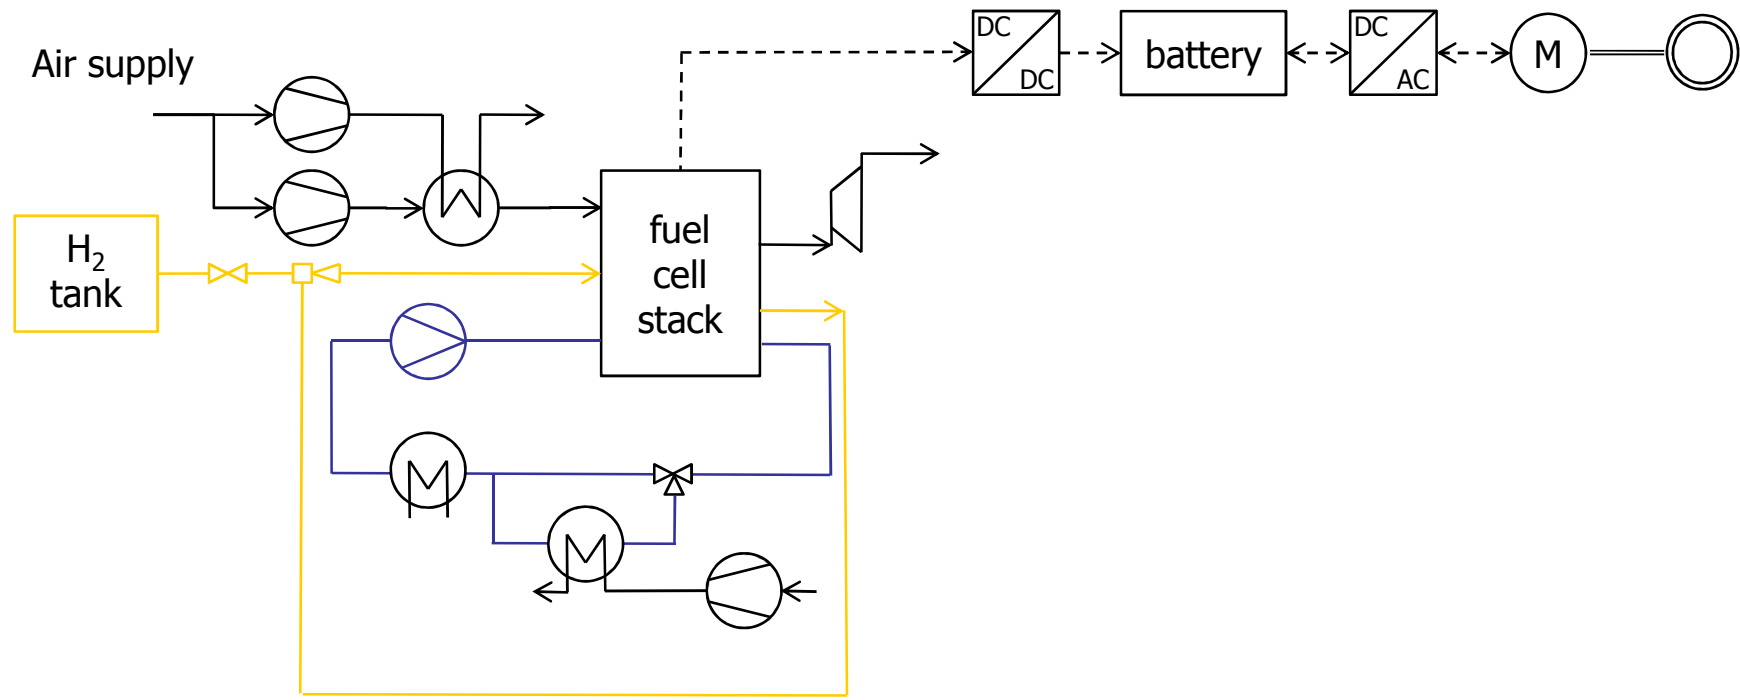 Air supply
DC
DC
battery
DC
AC
M
H₂
tank
fuel
cell
stack